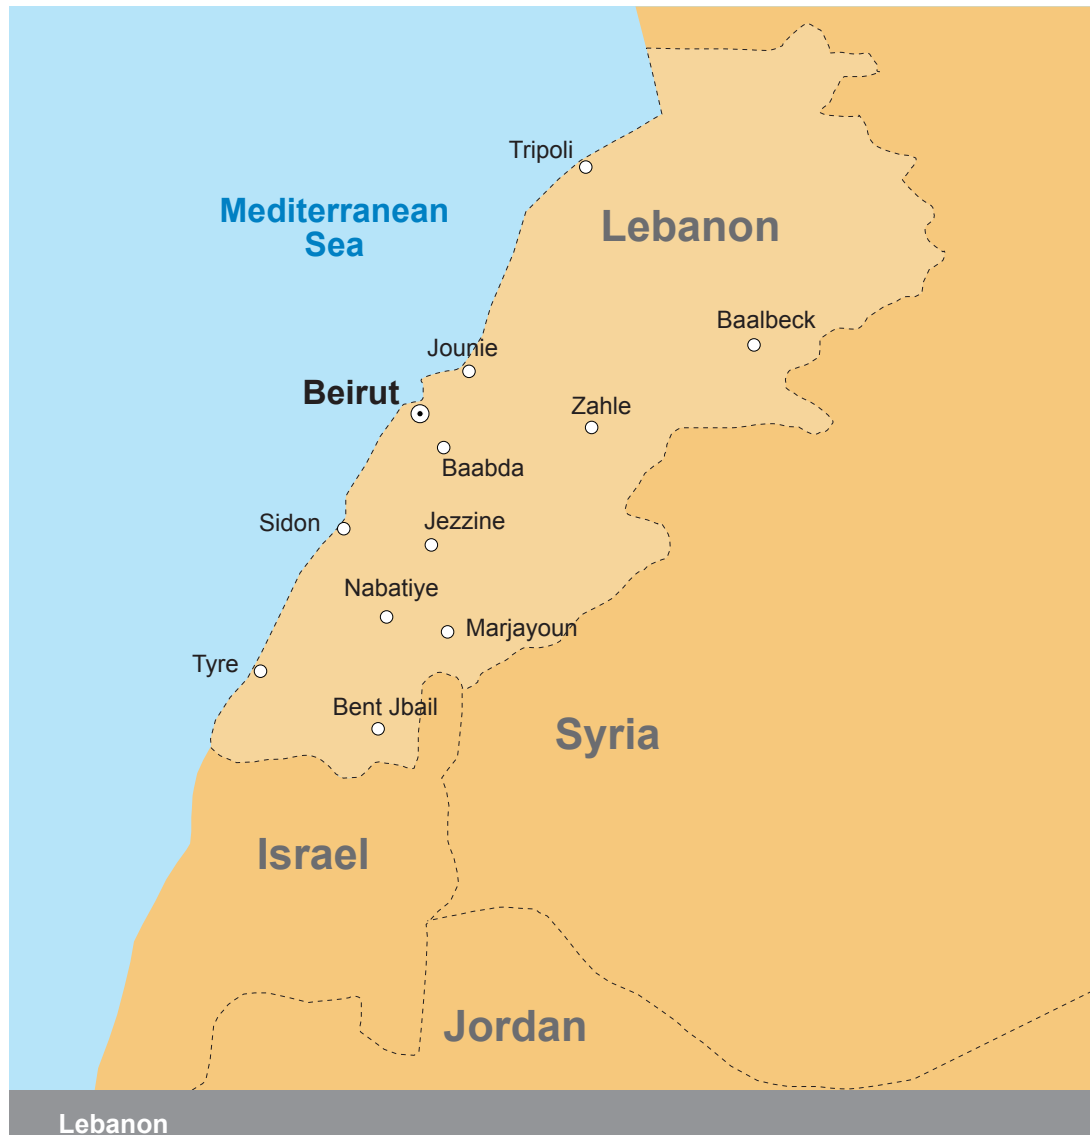 Tripoli
Mediterranean
Sea
Lebanon
Baalbeck
Jounie
Beirut
Zahle
Baabda
Sidon
Jezzine
Nabatiye
Marjayoun
Tyre
Bent Jbail
Syria
Israel
Jordan
Lebanon